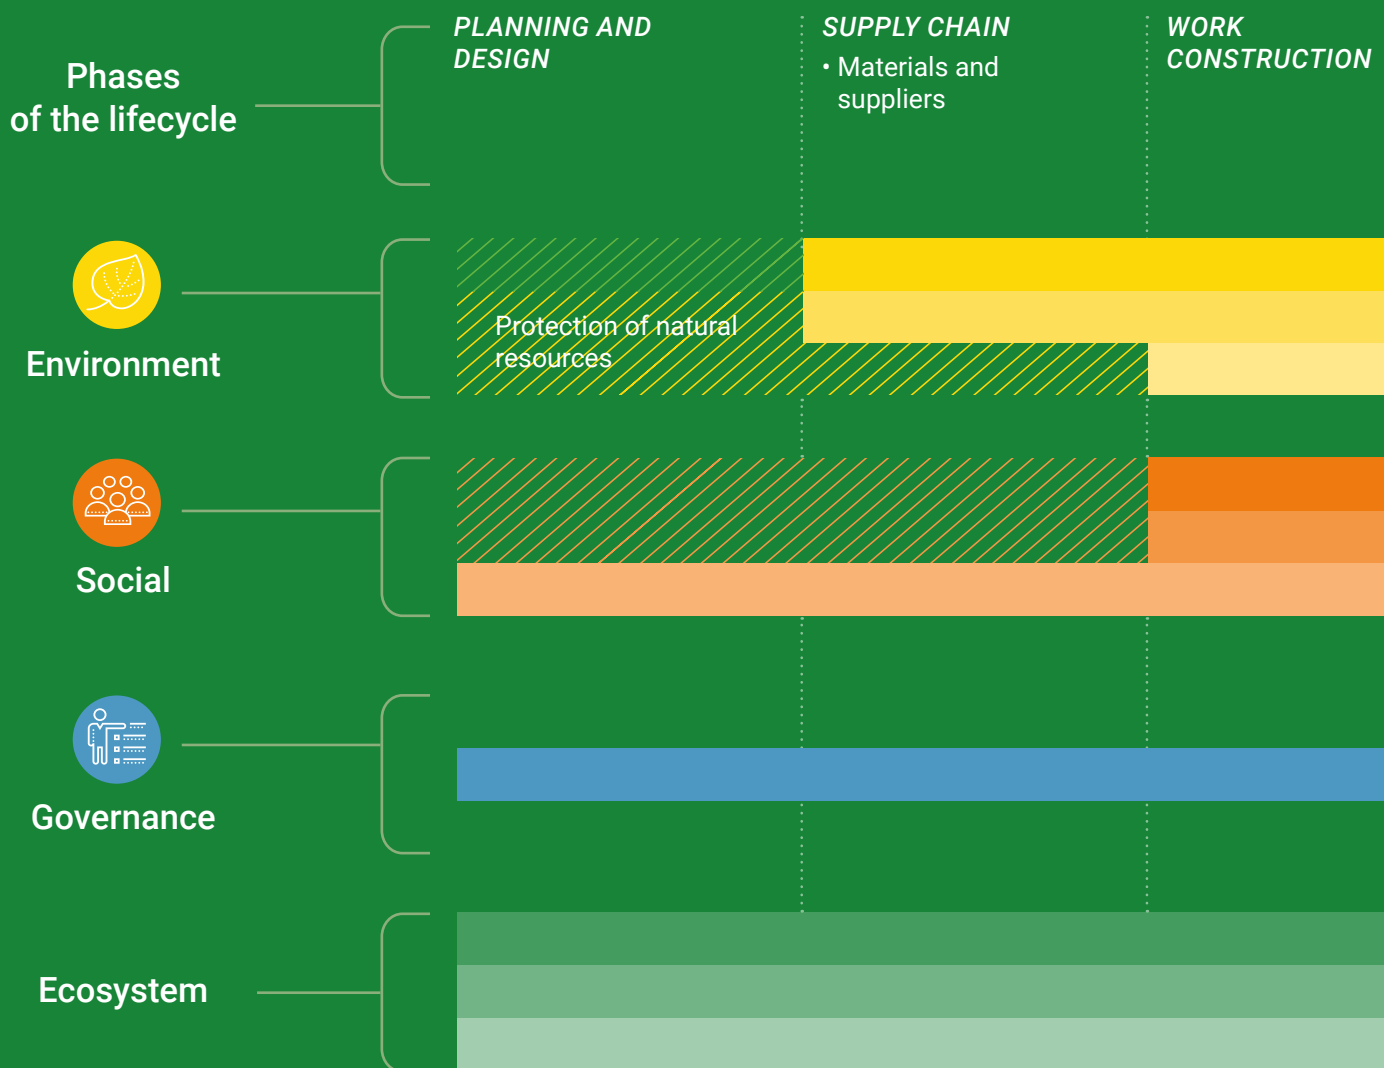 Phases
of the lifecycle
PLANNING AND
DESIGN
SUPPLY CHAIN
• Materials and
suppliers
WORK
CONSTRUCTION
Environment
Protection of natural
resources
Social
Governance
Ecosystem